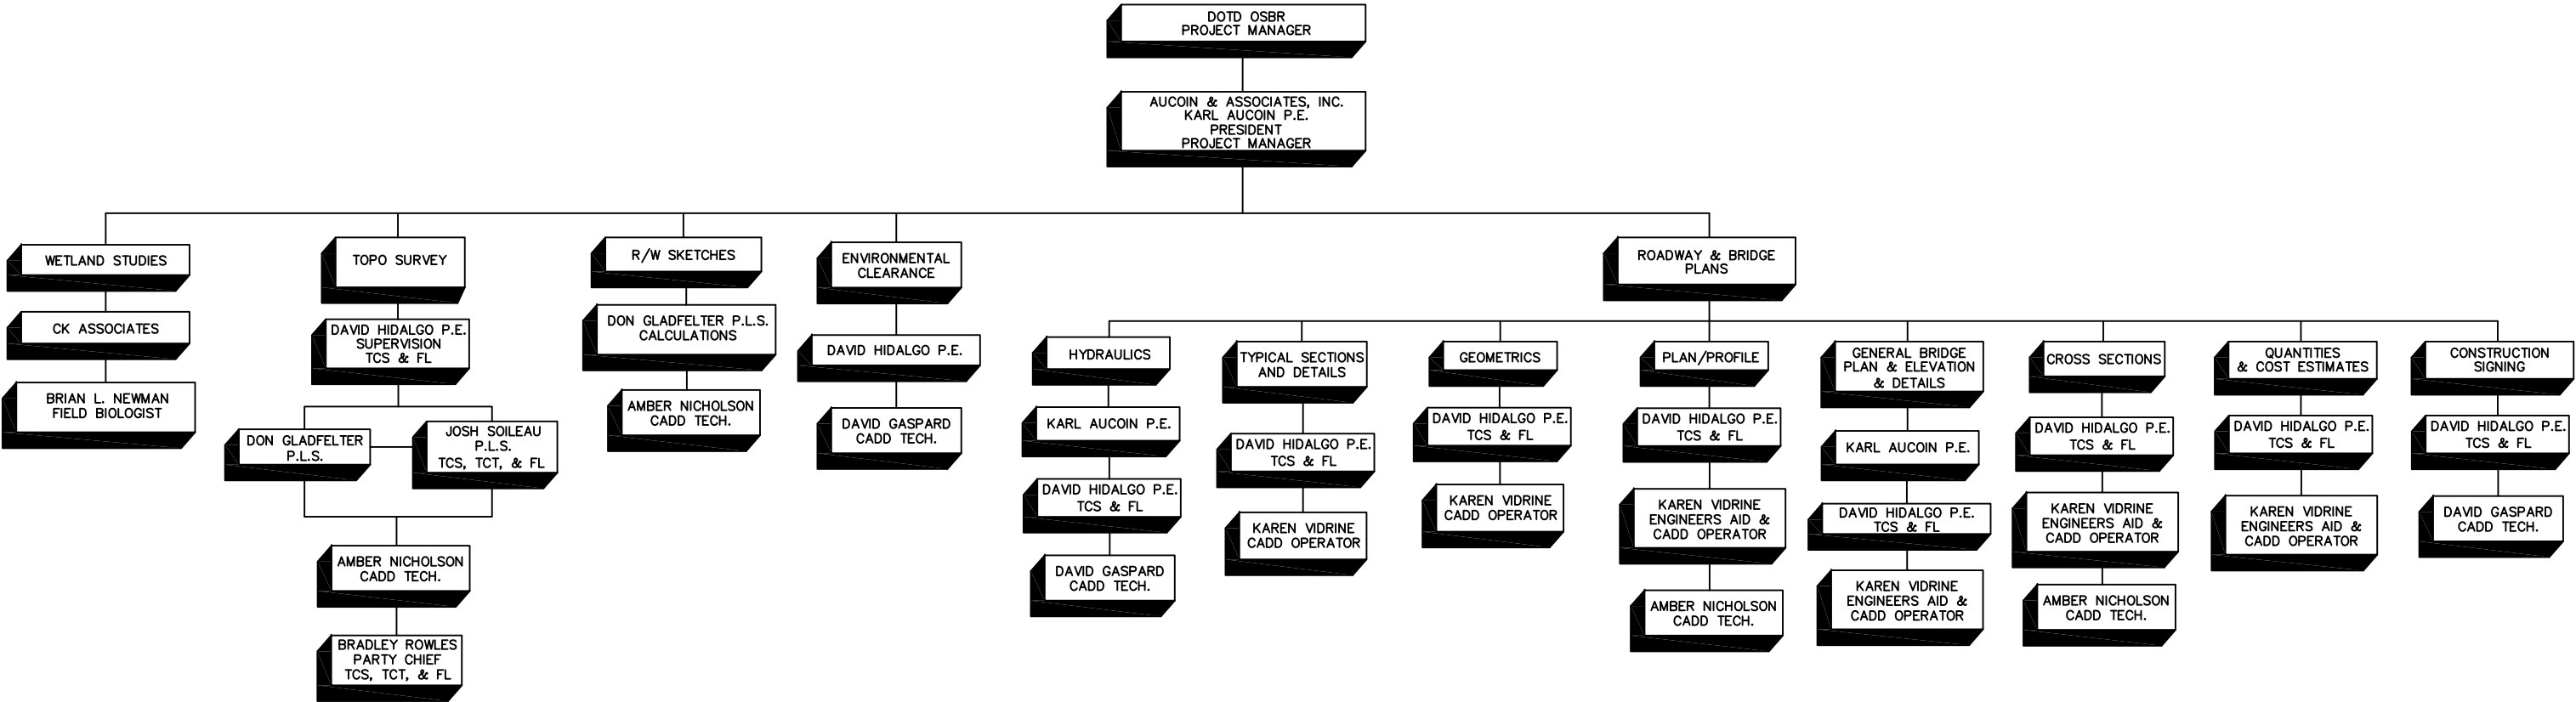 DOTD OSBR
PROJECT MANAGER
AUCOIN & ASSOCIATES, INC.
KARL AUCOIN P.E.
PRESIDENT
PROJECT MANAGER
WETLAND STUDIES
CK ASSOCIATES
BRIAN L. NEWMAN
FIELD BIOLOGIST
TOPO SURVEY
DAVID HIDALGO P.E.
SUPERVISION
TCS & FL
DON GLADFELTER
P.L.S.
JOSH SOILEAU
P.L.S.
TCS, TCT, & FL
AMBER NICHOLSON
CADD TECH.
BRADLEY ROWLES
PARTY CHIEF
TCS, TCT, & FL
R/W SKETCHES
DON GLADFELTER P.L.S.
CALCULATIONS
AMBER NICHOLSON
CADD TECH.
ENVIRONMENTAL
CLEARANCE
DAVID HIDALGO P.E.
DAVID GASPARD
CADD TECH.
ROADWAY & BRIDGE
PLANS
HYDRAULICS
KARL AUCOIN P.E.
DAVID HIDALGO P.E.
TCS & FL
DAVID GASPARD
CADD TECH.
TYPICAL SECTIONS
AND DETAILS
DAVID HIDALGO P.E.
TCS & FL
KAREN VIDRINE
CADD OPERATOR
GEOMETRICS
DAVID HIDALGO P.E.
TCS & FL
KAREN VIDRINE
CADD OPERATOR
PLAN/PROFILE
DAVID HIDALGO P.E.
TCS & FL
KAREN VIDRINE
ENGINEERS AID &
CADD OPERATOR
AMBER NICHOLSON
CADD TECH.
GENERAL BRIDGE
PLAN & ELEVATION
& DETAILS
KARL AUCOIN P.E.
DAVID HIDALGO P.E.
TCS & FL
KAREN VIDRINE
ENGINEERS AID &
CADD OPERATOR
CROSS SECTIONS
DAVID HIDALGO P.E.
TCS & FL
KAREN VIDRINE
ENGINEERS AID &
CADD OPERATOR
AMBER NICHOLSON
CADD TECH.
QUANTITIES
& COST ESTIMATES
DAVID HIDALGO P.E.
TCS & FL
KAREN VIDRINE
ENGINEERS AID &
CADD OPERATOR
CONSTRUCTION
SIGNING
DAVID HIDALGO P.E.
TCS & FL
DAVID GASPARD
CADD TECH.